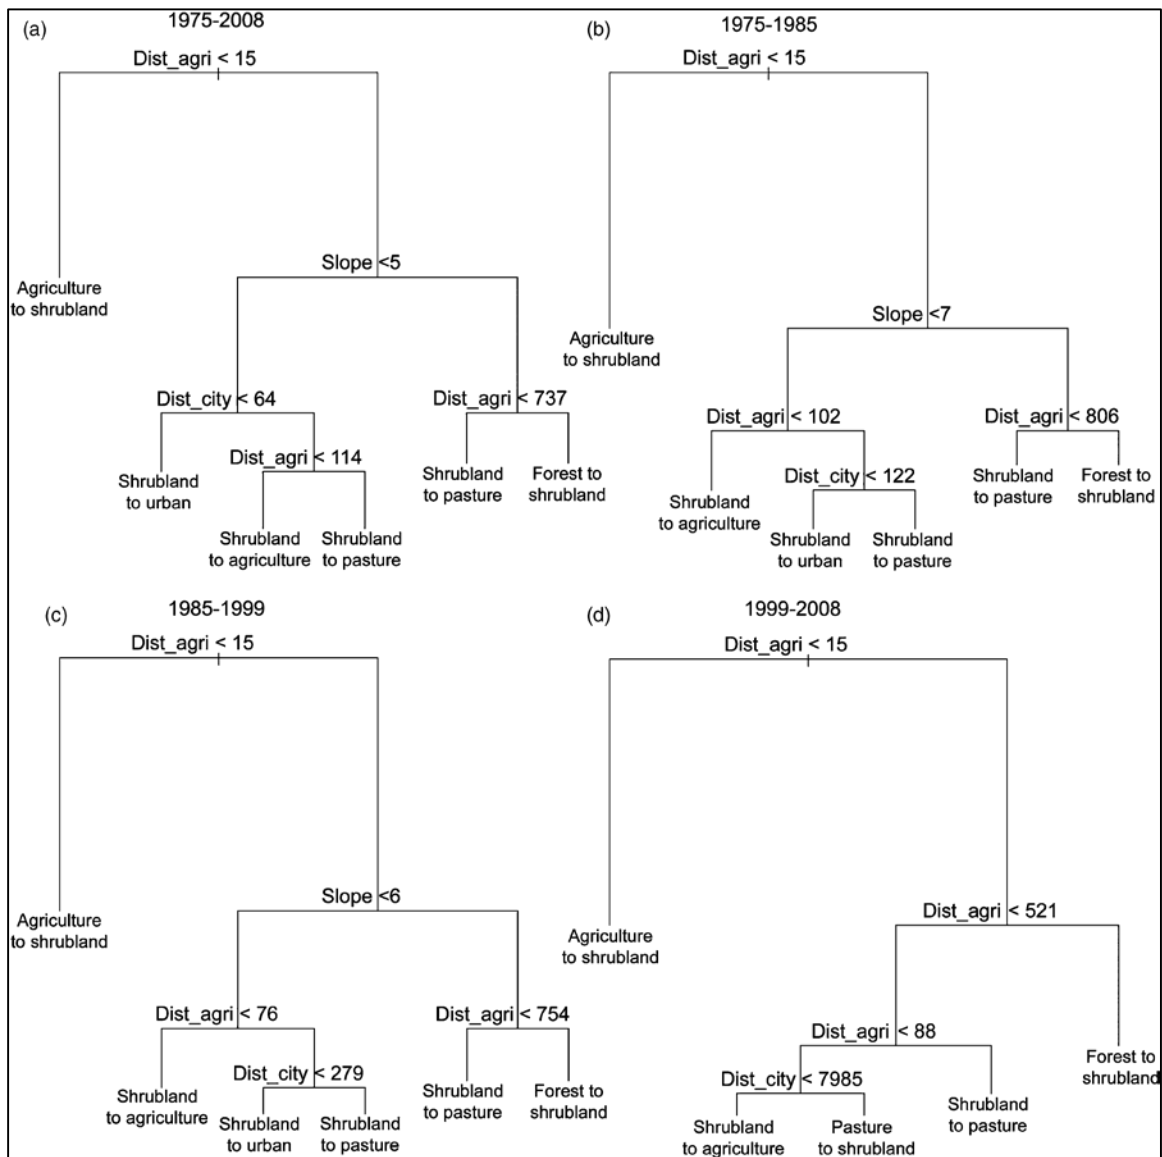 (a)
1975-2008
Dist_agri < 15
Slope <5
Agriculture
to shrubland
Dist_city < 64
Dist_agri < 737
Dist_agri < 114
Shrubland
to urban
Shrubland
to pasture
Forest to
shrubland
Shrubland
to agriculture
Shrubland
to pasture
(b)
1975-1985
Dist_agri < 15
Slope <7
Agriculture
to shrubland
Dist_agri < 102
Dist_agri < 806
Dist_city < 122
Shrubland
to agriculture
Shrubland
to pasture
Forest to
shrubland
Shrubland
to urban
Shrubland
to pasture
(c)
1985-1999
Dist_agri < 15
Slope <6
Agriculture
to shrubland
Dist_agri < 76
Dist_agri < 754
Dist_city < 279
Shrubland
to agriculture
Shrubland
to pasture
Forest to
shrubland
Shrubland
to urban
Shrubland
to pasture
(d)
1999-2008
Dist_agri < 15
Dist_agri < 521
Agriculture
to shrubland
Dist_agri < 88
Forest to
shrubland
Dist_city < 7985
Shrubland
to pasture
Shrubland
to agriculture
Pasture
to shrubland